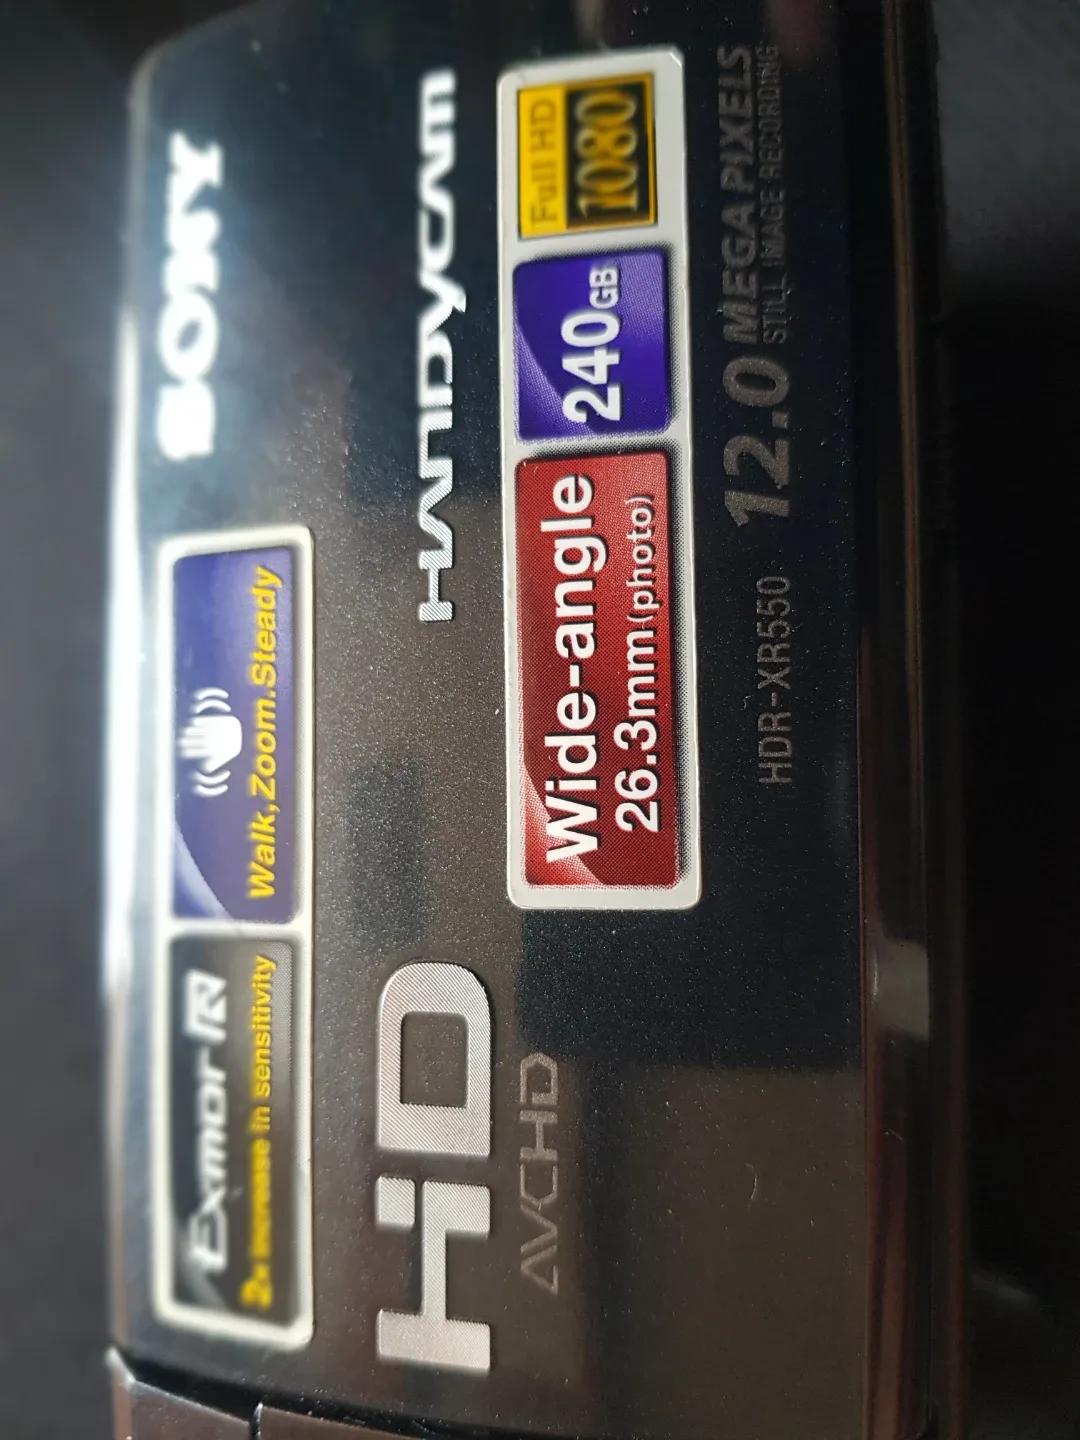 SONY
Exmor R
2x increase in sensitivity
Walk,Zoom.Steady
HD
HANDYCAM
AVCHD
Wide-angle
26.3mm(photo)
240GB
Full HD
1080
HDR-XR550
12.0 MEGA PIXELS
STILL IMAGE RECORDING